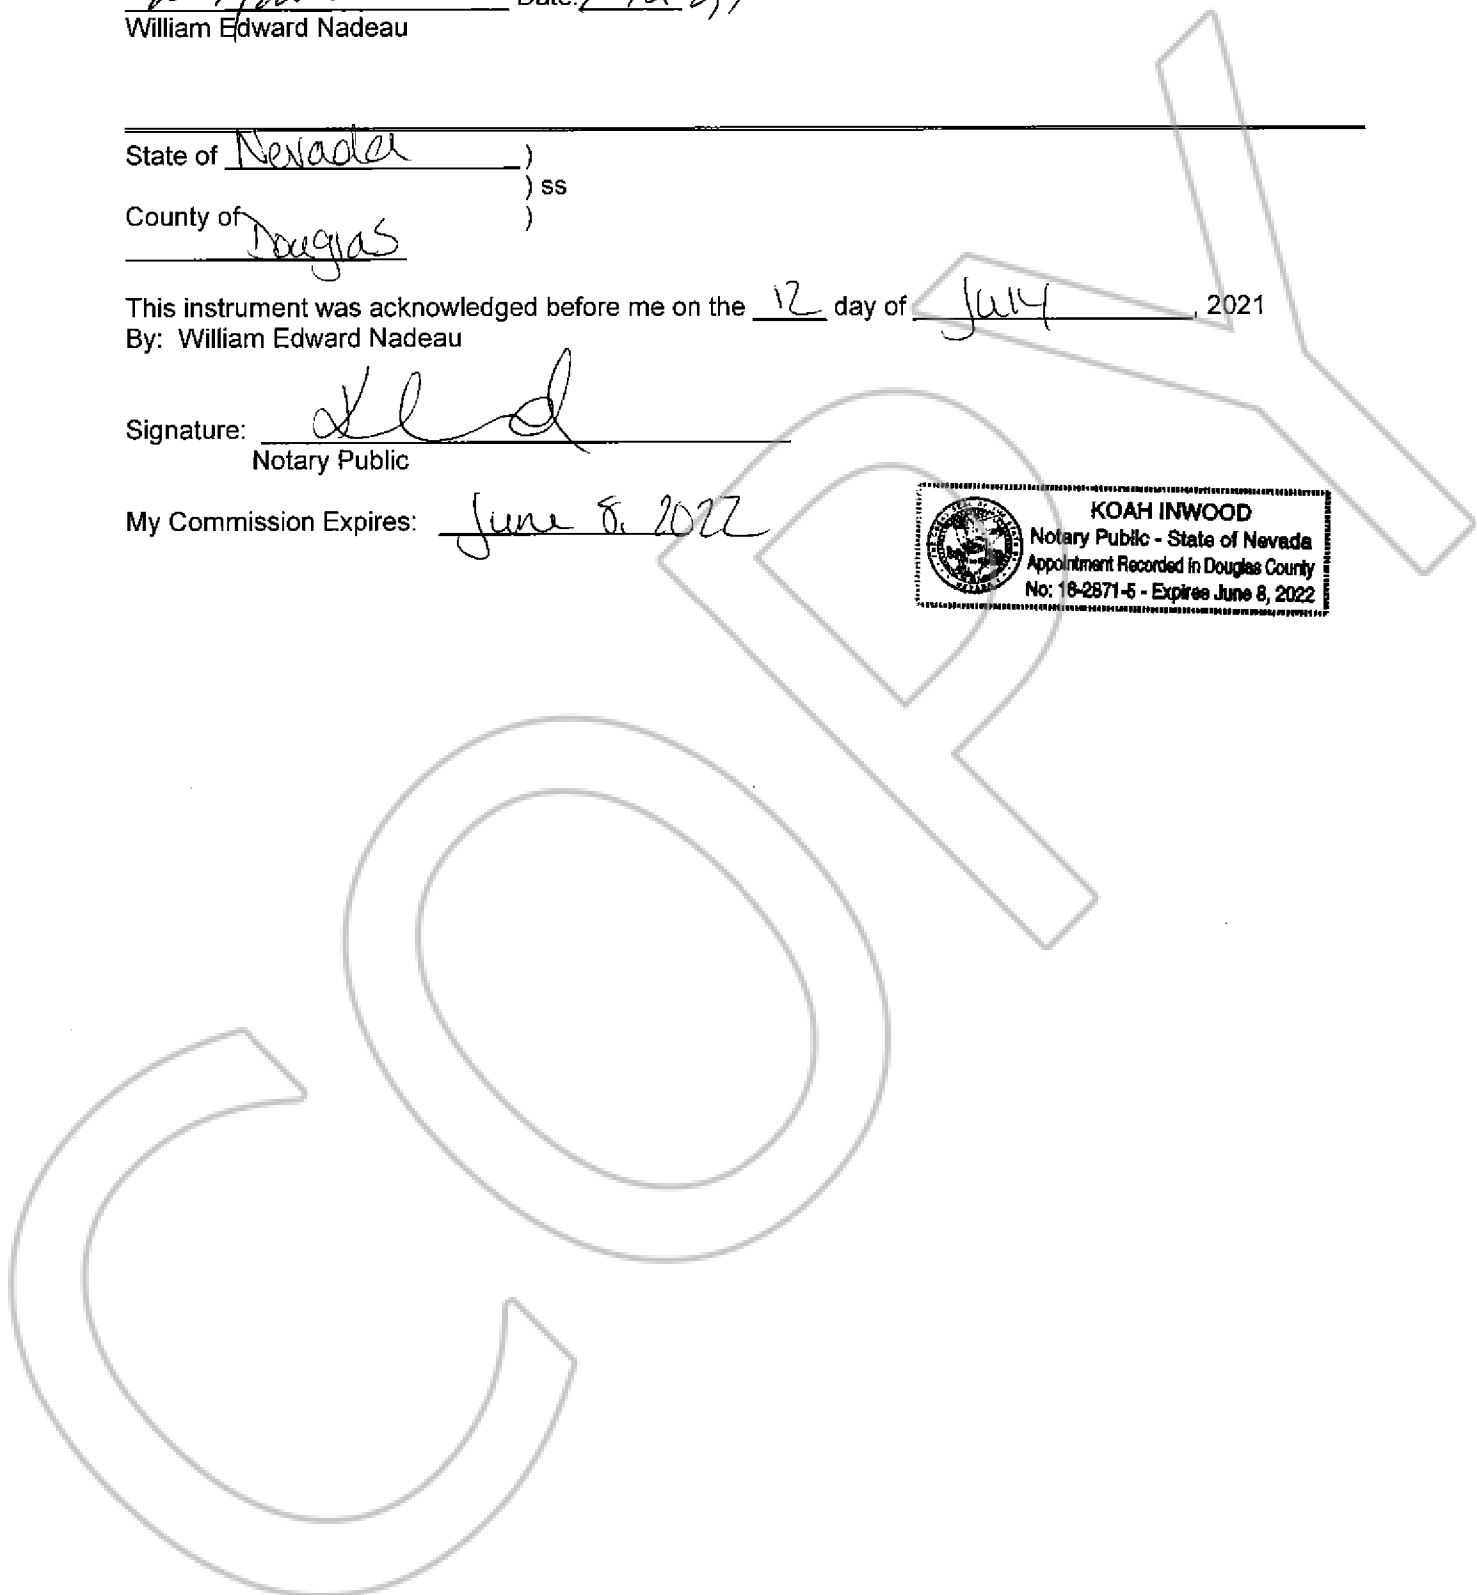 Date:
William Edward Nadeau
State of Nevada )
) ss
County of )
Douglas
This instrument was acknowledged before me on the 12 day of July, 2021
By: William Edward Nadeau
Signature:
Notary Public
My Commission Expires: June 8, 2022
KOAH INWOOD
Notary Public - State of Nevada
Appointment Recorded in Douglas County
No: 18-2871-5 - Expires June 8, 2022
COPY